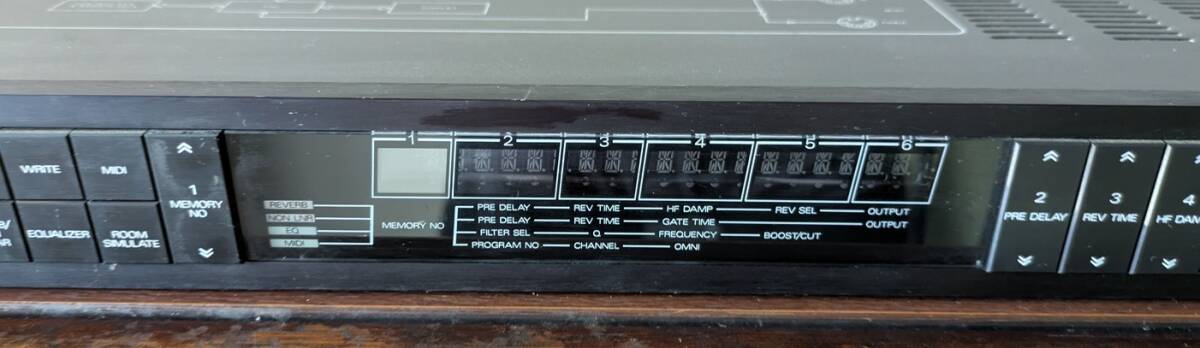 1 2 3 4 5 6
WRITE MIDI
1
MEMORY
NO
EQUALIZER ROOM
SIMULATE
REVERB
NON LNR
EQ
MIDI
MEMORY NO
PRE DELAY REV TIME HF DAMP REV SEL OUTPUT
PRE DELAY REV TIME GATE TIME OUTPUT
FILTER SEL Q FREQUENCY BOOST/CUT
PROGRAM NO CHANNEL OMNI
2
PRE DELAY
3
REV TIME
4
HF DAM